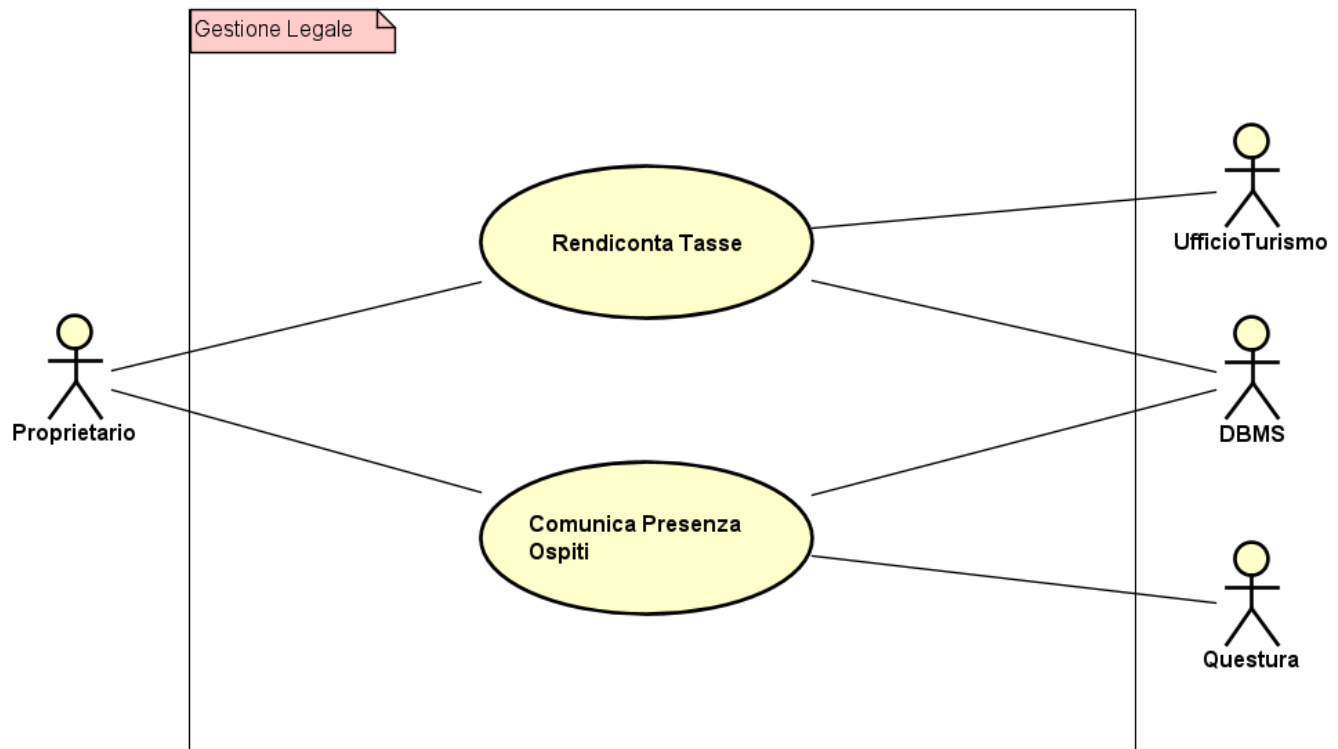 Gestione Legale
Rendiconta Tasse
UfficioTurismo
Proprietario
DBMS
Comunica Presenza
Ospiti
Questura